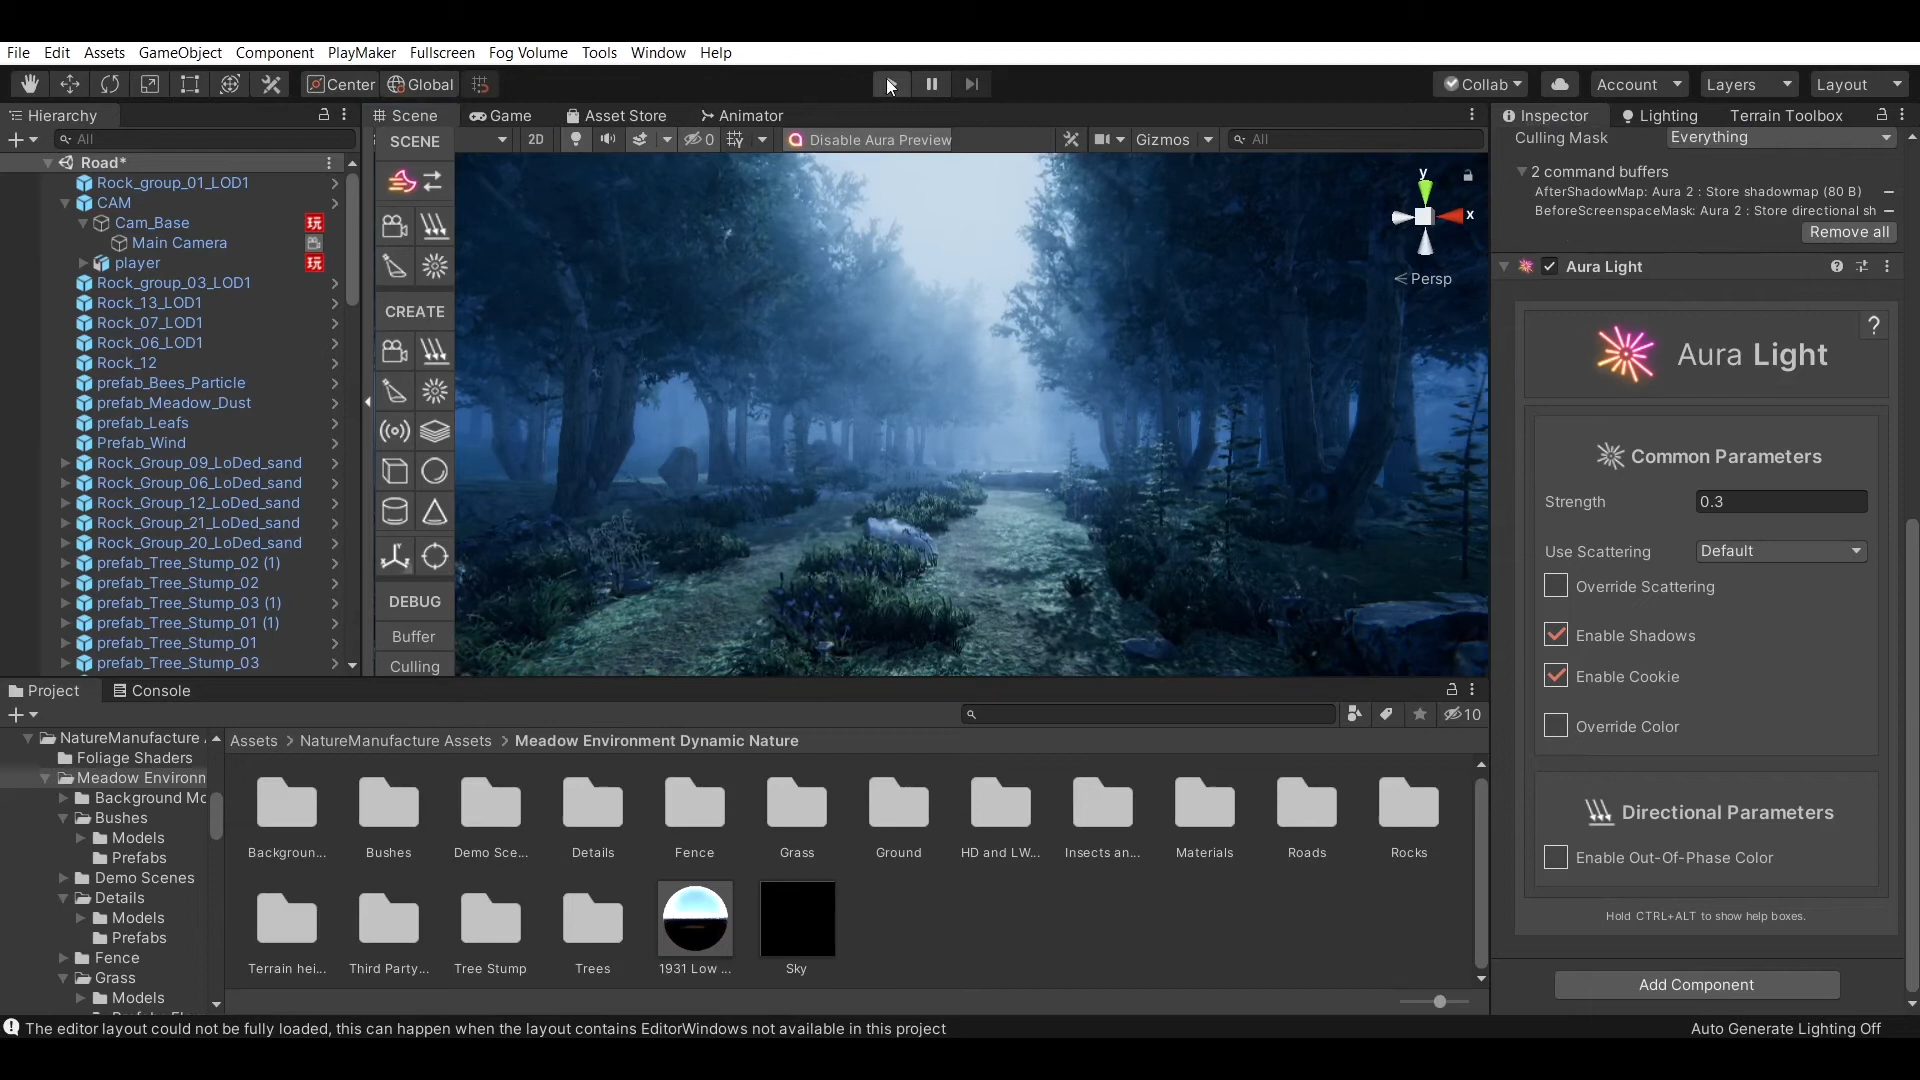 File Edit Assets GameObject Component PlayMaker Fullscreen Fog Volume Tools Window Help
Center Global Collab Account Layers Layout
Hierarchy Scene Game Asset Store Animator Inspector Lighting Terrain Toolbox
All SCENE 2D 0 Disable Aura Preview Gizmos All
Culling Mask Everything
Road*
Rock_group_01_LOD1
CAM
Cam_Base 玩
Main Camera
player 玩
Rock_group_03_LOD1
Rock_13_LOD1
Rock_07_LOD1
Rock_06_LOD1
Rock_12
prefab_Bees_Particle
prefab_Meadow_Dust
prefab_Leafs
Prefab_Wind
Rock_Group_09_LoDed_sand
Rock_Group_06_LoDed_sand
Rock_Group_12_LoDed_sand
Rock_Group_21_LoDed_sand
Rock_Group_20_LoDed_sand
prefab_Tree_Stump_02 (1)
prefab_Tree_Stump_02
prefab_Tree_Stump_03 (1)
prefab_Tree_Stump_01 (1)
prefab_Tree_Stump_01
prefab_Tree_Stump_03
CREATE
DEBUG
Buffer
Culling
y
x
Persp
2 command buffers
AfterShadowMap: Aura 2 : Store shadowmap (80 B)
BeforeScreenspaceMask: Aura 2 : Store directional sh
Remove all
Aura Light
?
Aura Light
Common Parameters
Strength 0.3
Use Scattering Default
Override Scattering
Enable Shadows
Enable Cookie
Override Color
Directional Parameters
Enable Out-Of-Phase Color
Hold CTRL+ALT to show help boxes.
Add Component
Project Console
10
NatureManufacture
Foliage Shaders
Meadow Environn
Background Mc
Bushes
Models
Prefabs
Demo Scenes
Details
Models
Prefabs
Fence
Grass
Models
Assets > NatureManufacture Assets > Meadow Environment Dynamic Nature
Backgroun... Bushes Demo Sce... Details Fence Grass Ground HD and LW... Insects an... Materials Roads Rocks
Terrain hei... Third Party... Tree Stump Trees 1931 Low ... Sky
The editor layout could not be fully loaded, this can happen when the layout contains EditorWindows not available in this project
Auto Generate Lighting Off